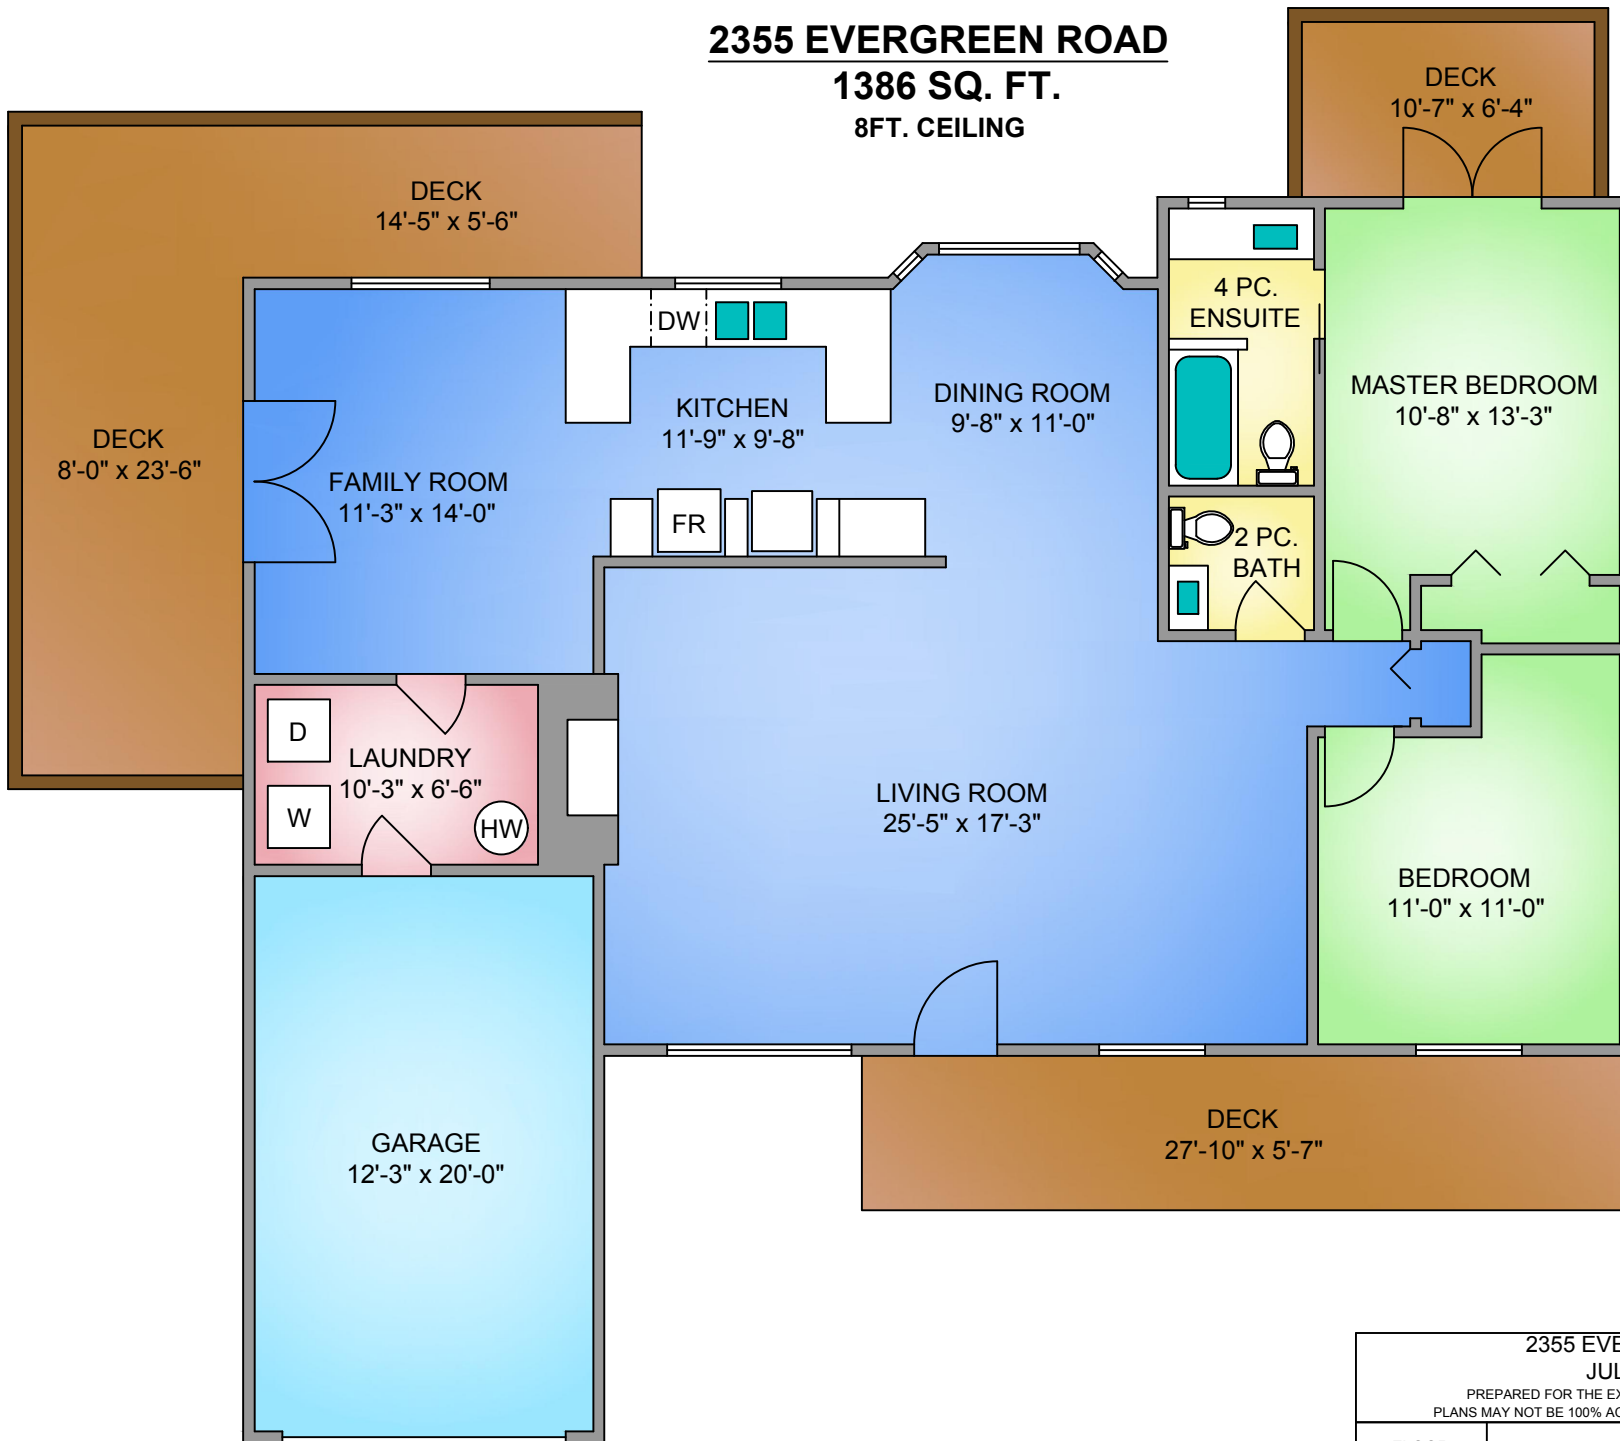 2355 EVERGREEN ROAD
1386 SQ. FT.
8FT. CEILING
DECK
10'-7" x 6'-4"
DECK
14'-5" x 5'-6"
4 PC.
ENSUITE
DW
MASTER BEDROOM
10'-8" x 13'-3"
DINING ROOM
9'-8" x 11'-0"
KITCHEN
11'-9" x 9'-8"
DECK
8'-0" x 23'-6"
FAMILY ROOM
11'-3" x 14'-0"
FR
2 PC.
BATH
D
LAUNDRY
10'-3" x 6'-6"
W
HW
LIVING ROOM
25'-5" x 17'-3"
BEDROOM
11'-0" x 11'-0"
DECK
27'-10" x 5'-7"
GARAGE
12'-3" x 20'-0"
2355 EVE
JUL
PREPARED FOR THE EX
PLANS MAY NOT BE 100% AC